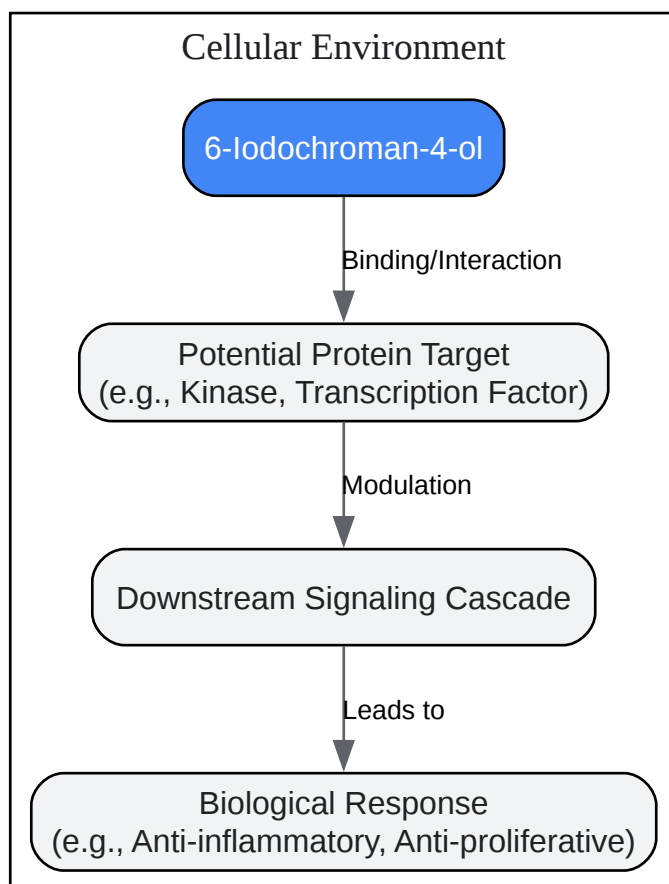 Cellular Environment
6-Iodochroman-4-ol
Binding/Interaction
Potential Protein Target
(e.g., Kinase, Transcription Factor)
Modulation
Downstream Signaling Cascade
Leads to
Biological Response
(e.g., Anti-inflammatory, Anti-proliferative)